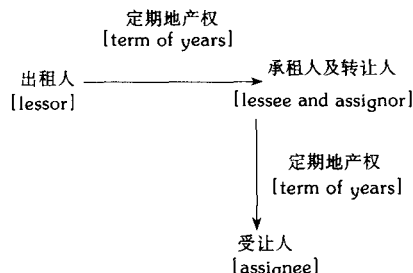 定期地产权
[term of years]
出租人
[lessor]
承租人及转让人
[lessee and assignor]
定期地产权
[term of years]
受让人
[assignee]